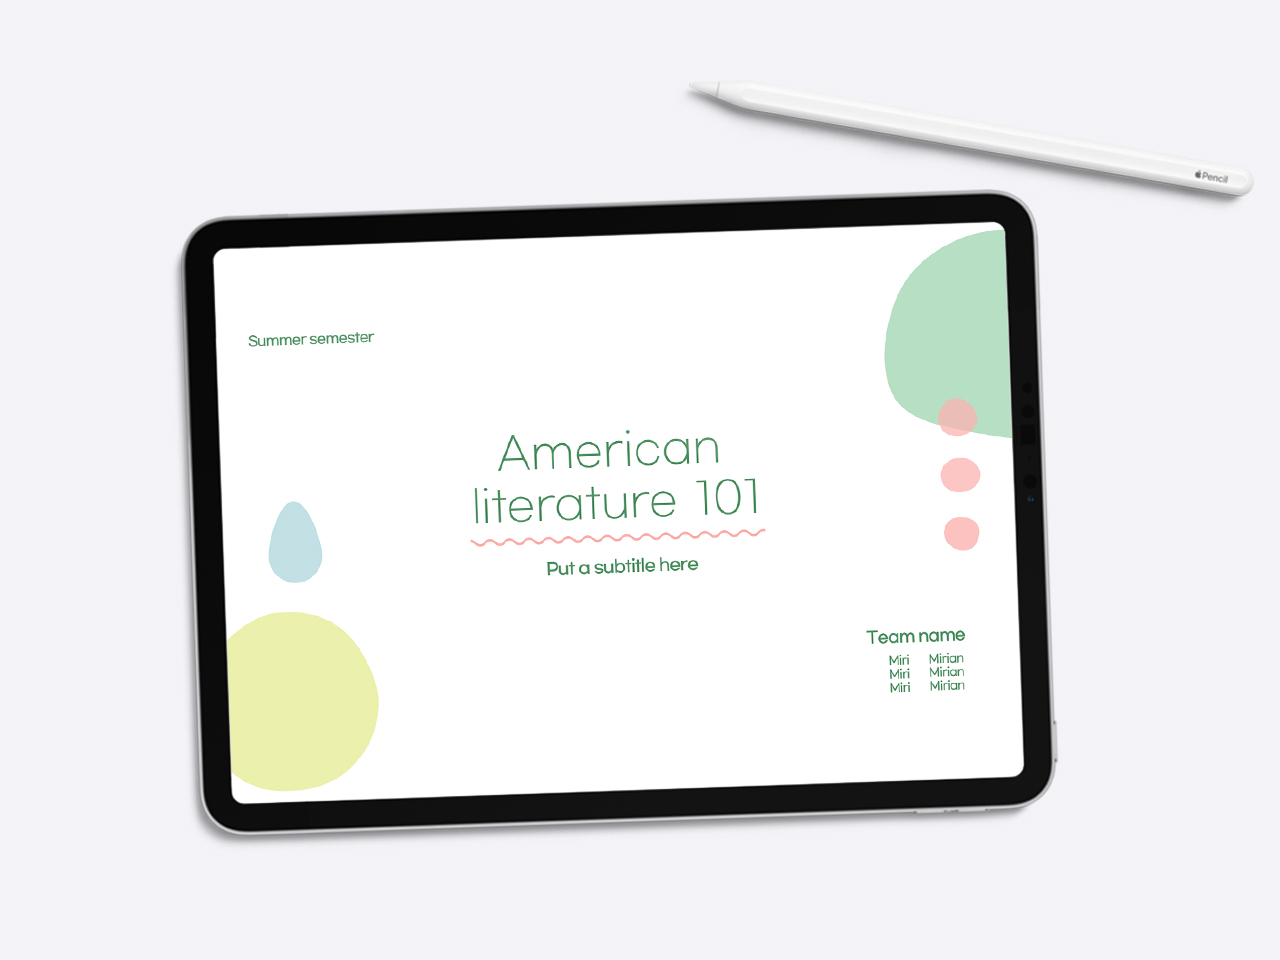 Pencil
Summer semester
American
literature 101
Put a subtitle here
Team name
Miri Mirian
Miri Mirian
Miri Mirian